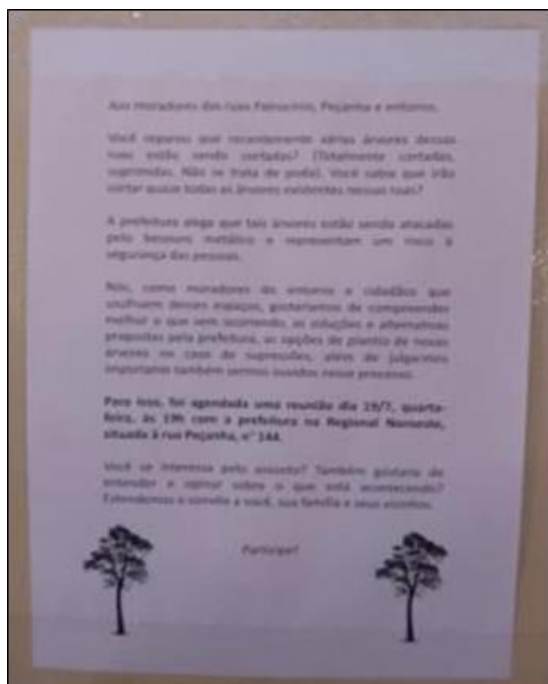 Aos moradores das ruas Patrocínio, Peçanha e entorno.
Você reparou que recentemente várias árvores dessas
ruas estão sendo cortadas? (Totalmente cortadas,
suprimidas. Não se trata de poda). Você sabia que irão
cortar quase todas as árvores existentes nessas ruas?
A prefeitura alega que tais árvores estão sendo atacadas
pelo besouro metálico e representam um risco à
segurança das pessoas.
Nós, como moradores do entorno e cidadãos que
usufruem desses espaços, gostaríamos de compreender
melhor o que vem ocorrendo, as soluções e alternativas
propostas pela prefeitura, as opções de plantio de novas
árvores no caso de supressões, além de julgarmos
importante também sermos ouvidos nesse processo.
Para isso, foi agendada uma reunião dia 19/7, quarta-
feira, às 19h com a prefeitura na Regional Noroeste,
situada à rua Peçanha, n° 144.
Você se interessa pelo assunto? Também gostaria de
entender e opinar sobre o que está acontecendo?
Estendemos o convite a você, sua família e seus vizinhos.
Participe!